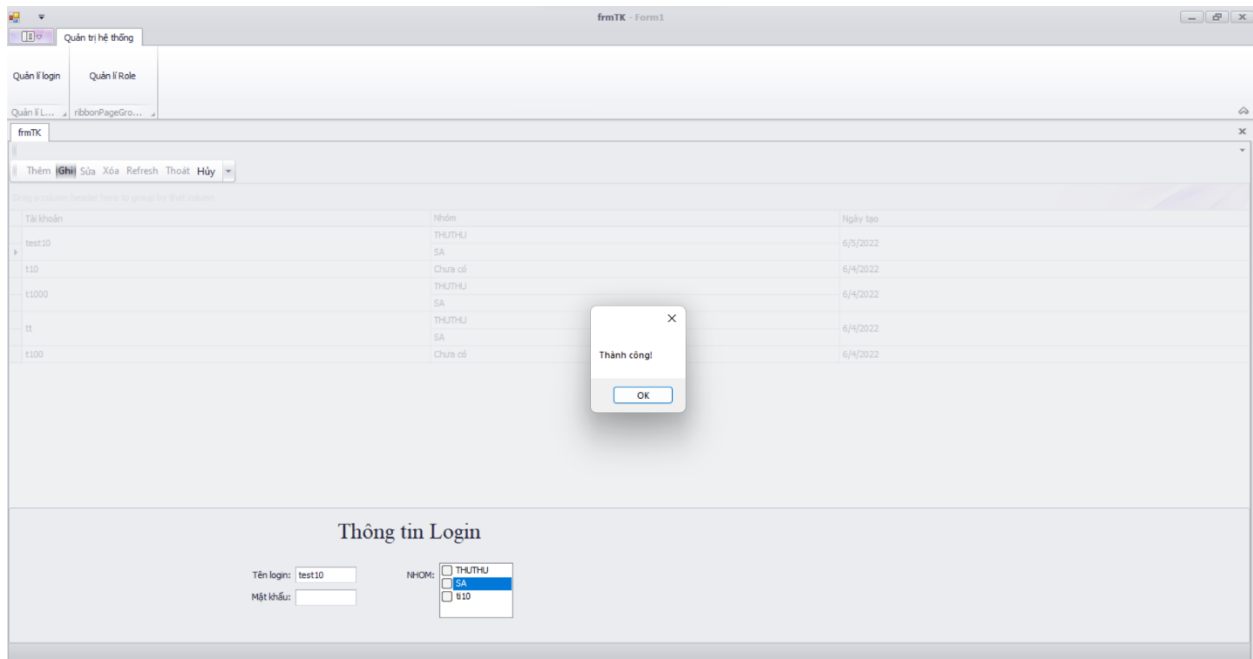 frmTK - Form1
Quản trị hệ thống
Quản lí login Quản lí Role
Quản lí L... ribbonPageGro...
frmTK
Thêm Ghi Sửa Xóa Refresh Thoát Hủy
Drag a column header here to group by that column
Tài khoản Nhóm Ngày tạo
test10 THUTHU 6/5/2022
SA
t10 Chưa có 6/4/2022
t1000 THUTHU 6/4/2022
SA
tt THUTHU 6/4/2022
SA
t100 Chưa có 6/4/2022
Thành công!
OK
Thông tin Login
Tên login: test10 NHOM: THUTHU
SA
Mật khẩu: ti10